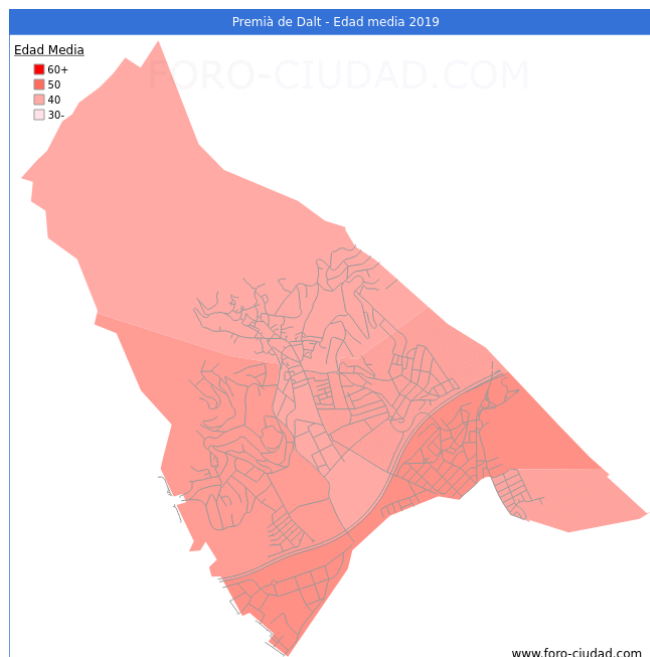 Premià de Dalt - Edad media 2019
Edad Media
60+
50
40
30-
FORO-CIUDAD.COM
www.foro-ciudad.com